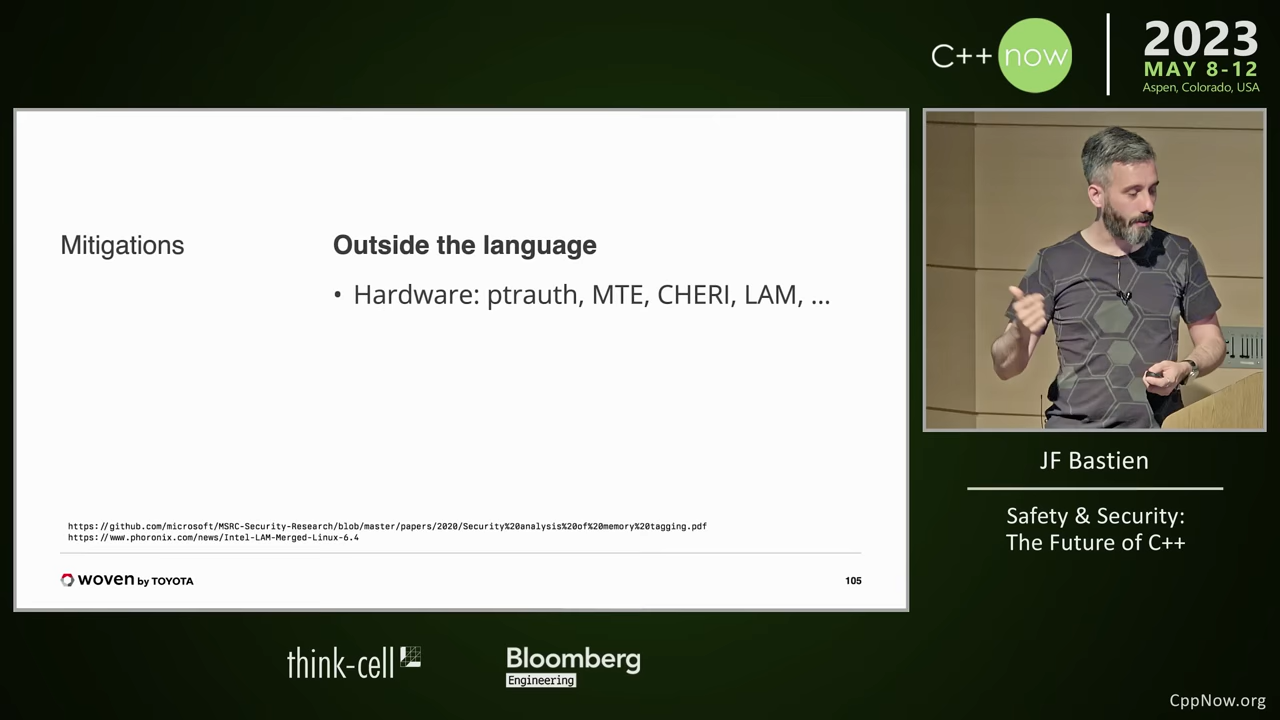 C++ now
2023
MAY 8-12
Aspen, Colorado, USA
Mitigations
Outside the language
• Hardware: ptrauth, MTE, CHERI, LAM, ...
https://github.com/microsoft/MSRC-Security-Research/blob/master/papers/2020/Security%20analysis%20of%20memory%20tagging.pdf
https://www.phoronix.com/news/Intel-LAM-Merged-Linux-6.4
woven by TOYOTA
105
JF Bastien
Safety & Security:
The Future of C++
think-cell
Bloomberg
Engineering
CppNow.org